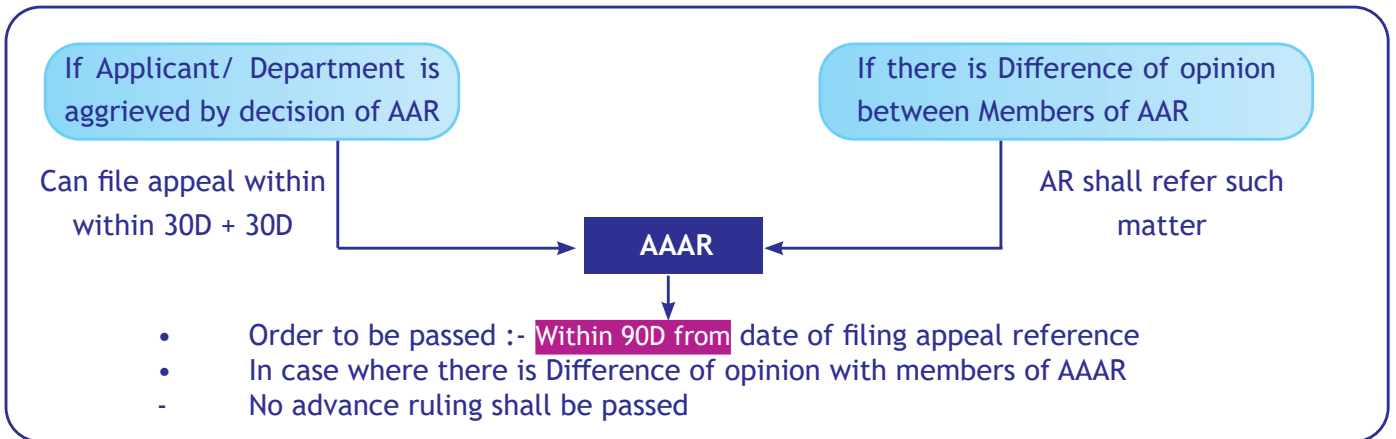 If Applicant/ Department is
aggrieved by decision of AAR
If there is Difference of opinion
between Members of AAR
Can file appeal within
within 30D + 30D
AR shall refer such
matter
AAAR
• Order to be passed :- Within 90D from date of filing appeal reference
• In case where there is Difference of opinion with members of AAAR
- No advance ruling shall be passed